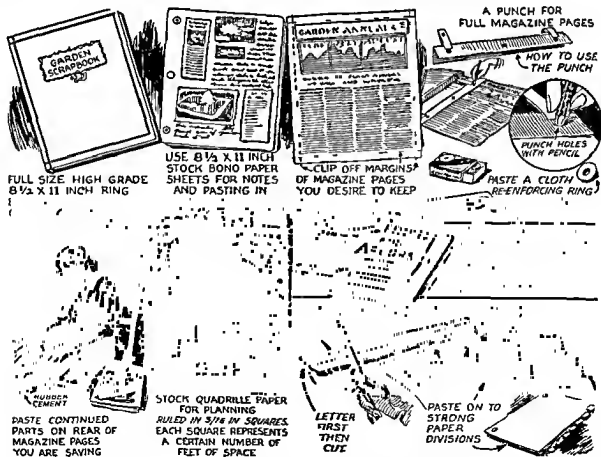 GARDEN
SCRAPBOOK
FULL SIZE HIGH GRADE
8½ X 11 INCH RING
USE 8½ X 11 INCH
STOCK BOND PAPER
SHEETS FOR NOTES
AND PASTING IN
GARDEN ANNUALS
CLIP OFF MARGINS
OF MAGAZINE PAGES
YOU DESIRE TO KEEP
A PUNCH FOR
FULL MAGAZINE PAGES
HOW TO USE
THE PUNCH
PUNCH HOLES
WITH PENCIL
PASTE A CLOTH
RE-ENFORCING RING
RUBBER
CEMENT
PASTE CONTINUED
PARTS ON REAR OF
MAGAZINE PAGES
YOU ARE SAVING
STOCK QUADRILLE PAPER
FOR PLANNING
RULED IN 3/16 IN SQUARES.
EACH SQUARE REPRESENTS
A CERTAIN NUMBER OF
FEET OF SPACE
LETTER
FIRST
THEN
CUT
PASTE ON TO
STRONG
PAPER
DIVISIONS